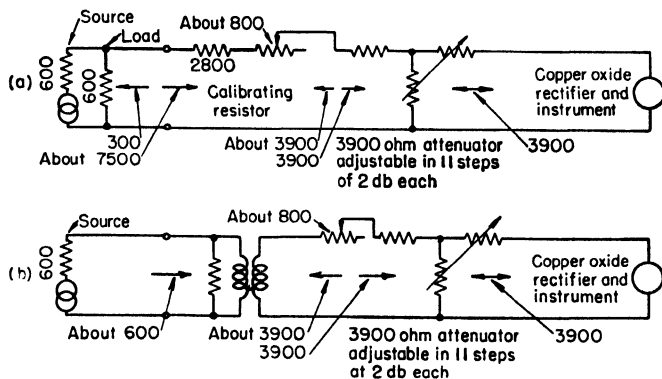 Source
About 800
Load
2800
(a)
600
600
Calibrating
resistor
Copper oxide
rectifier and
instrument
300
About 7500
About 3900
3900
3900 ohm attenuator
adjustable in 11 steps
of 2 db each
3900
Source
About 800
(b)
600
Copper oxide
rectifier and
instrument
About 600
About 3900
3900
3900 ohm attenuator
adjustable in 11 steps
at 2 db each
3900